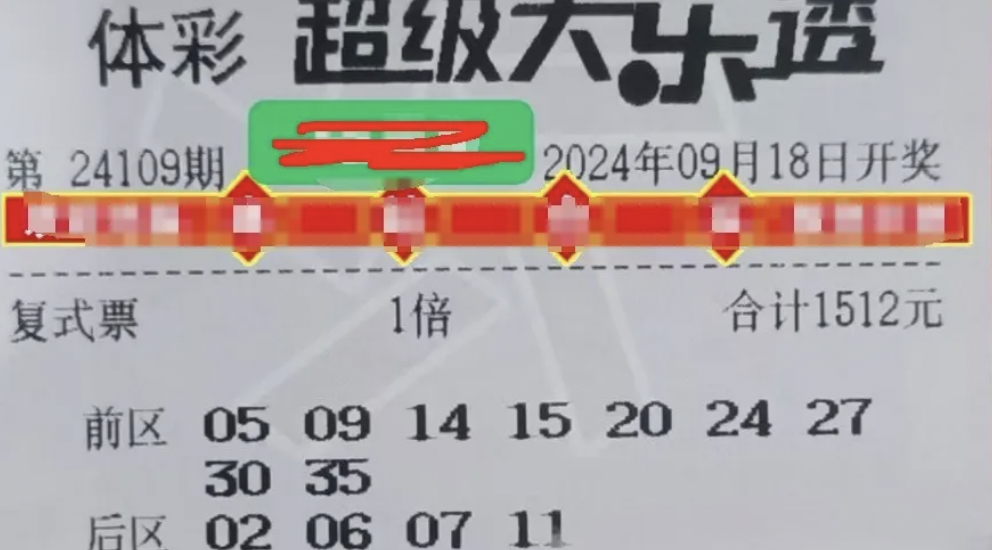 体彩 超级大乐透
第 24109期 2024年09月18日开奖
复式票 1倍 合计1512元
前区 05 09 14 15 20 24 27
30 35
后区 02 06 07 11